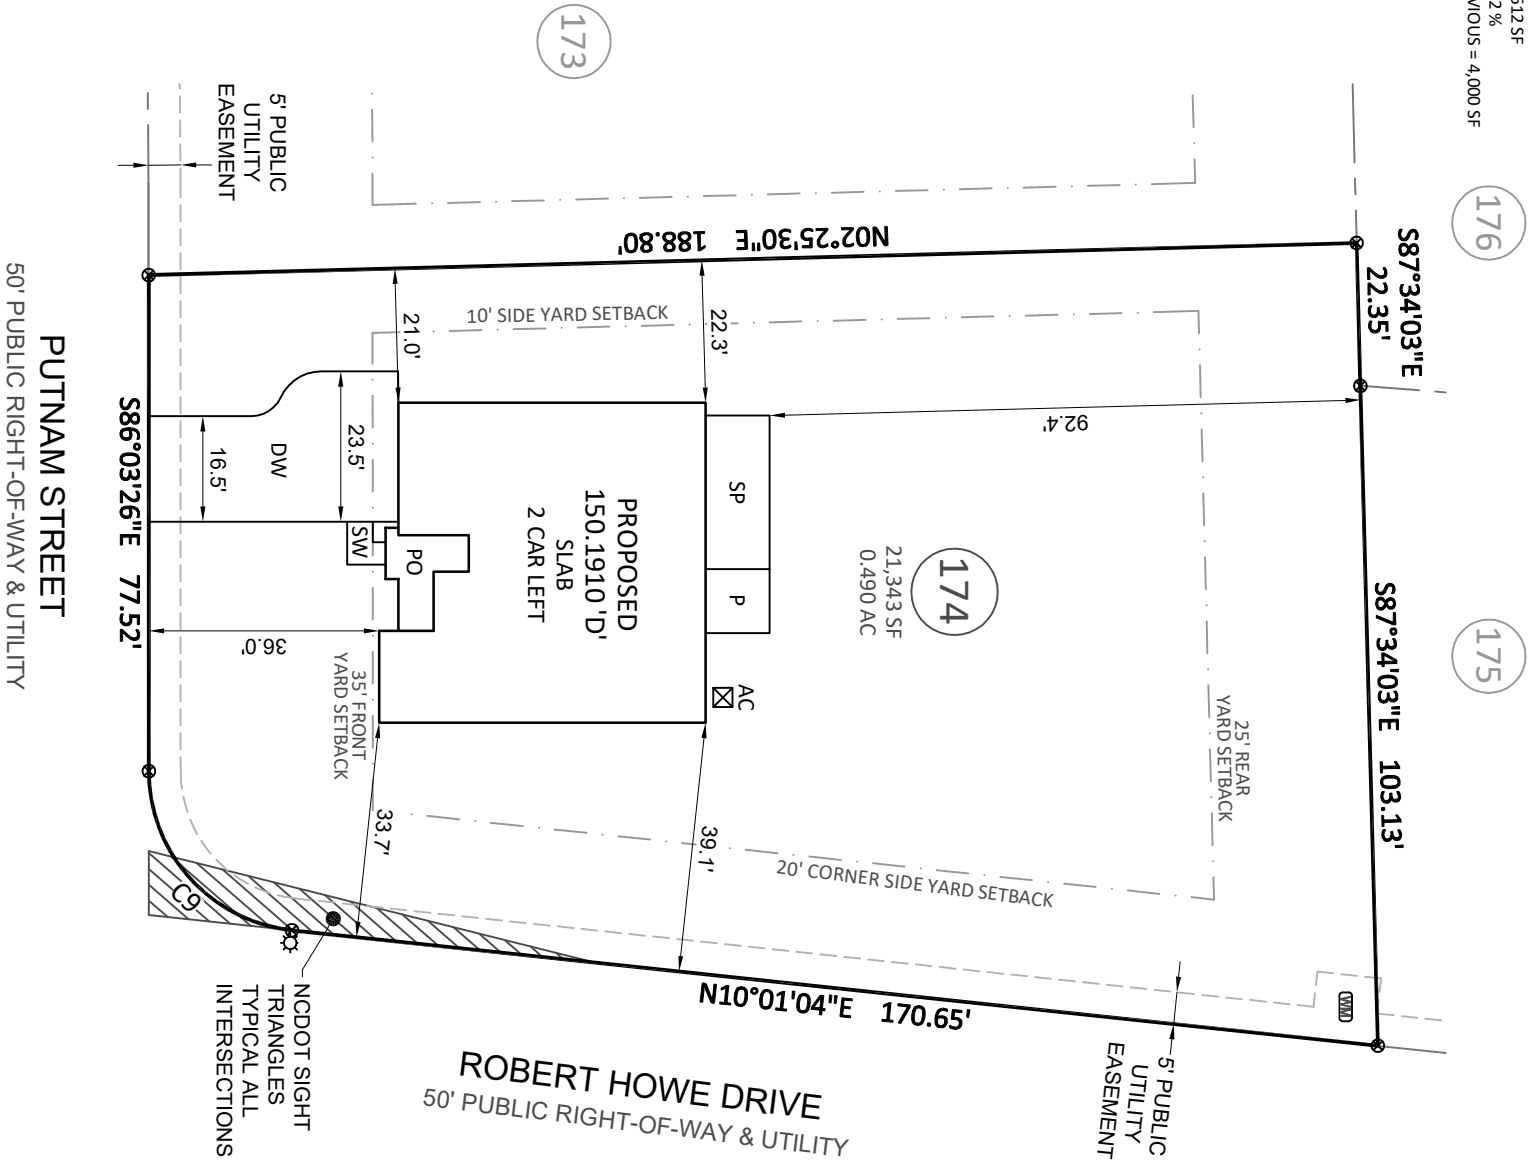 512 SF
2 %
VIOUS = 4,000 SF
173
176
175
S87°34'03"E
22.35'
S87°34'03"E 103.13'
N02°25'30"E 188.80'
5' PUBLIC
UTILITY
EASEMENT
10' SIDE YARD SETBACK
22.3'
21.0'
92.4'
25' REAR
YARD SETBACK
174
21,343 SF
0.490 AC
SP
P
AC
PROPOSED
150.1910 'D'
SLAB
2 CAR LEFT
PO
SW
DW
23.5'
16.5'
36.0'
35' FRONT
YARD SETBACK
33.7'
39.1'
20' CORNER SIDE YARD SETBACK
WM
S86°03'26"E 77.52'
PUTNAM STREET
50' PUBLIC RIGHT-OF-WAY & UTILITY
C9
NCDOT SIGHT
TRIANGLES
TYPICAL ALL
INTERSECTIONS
N10°01'04"E 170.65'
ROBERT HOWE DRIVE
50' PUBLIC RIGHT-OF-WAY & UTILITY
5' PUBLIC
UTILITY
EASEMENT